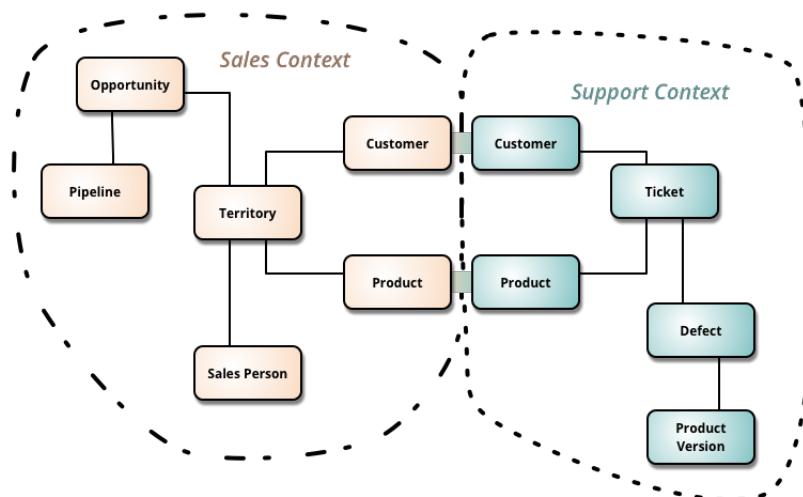 Sales Context
Opportunity
Support Context
Customer
Customer
Pipeline
Ticket
Territory
Product
Product
Defect
Sales Person
Product
Version